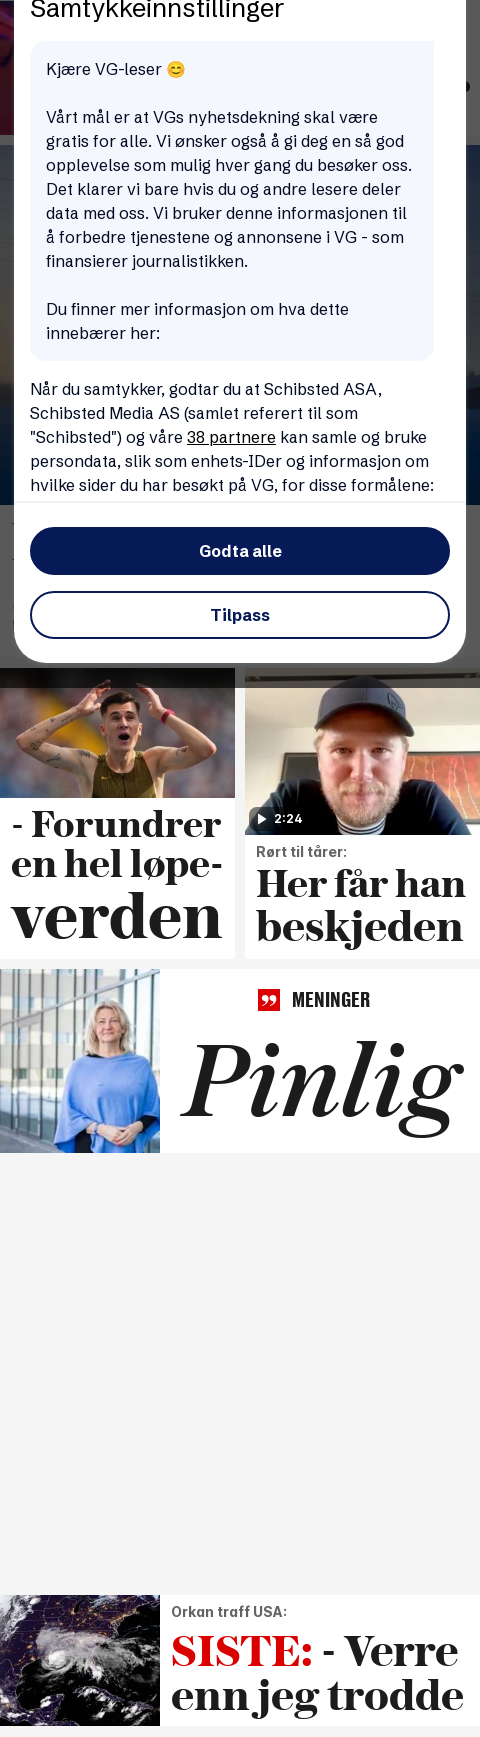 Samtykkeinnstillinger
Kjære VG-leser 😊
Vårt mål er at VGs nyhetsdekning skal være
gratis for alle. Vi ønsker også å gi deg en så god
opplevelse som mulig hver gang du besøker oss.
Det klarer vi bare hvis du og andre lesere deler
data med oss. Vi bruker denne informasjonen til
å forbedre tjenestene og annonsene i VG - som
finansierer journalistikken.
Du finner mer informasjon om hva dette
innebærer her:
Når du samtykker, godtar du at Schibsted ASA,
Schibsted Media AS (samlet referert til som
"Schibsted") og våre 38 partnere kan samle og bruke
persondata, slik som enhets-IDer og informasjon om
hvilke sider du har besøkt på VG, for disse formålene:
Godta alle
Tilpass
- Forundrer
en hel løpe-
verden
2:24
Rørt til tårer:
Her får han
beskjeden
MENINGER
Pinlig
Orkan traff USA:
SISTE: - Verre
enn jeg trodde